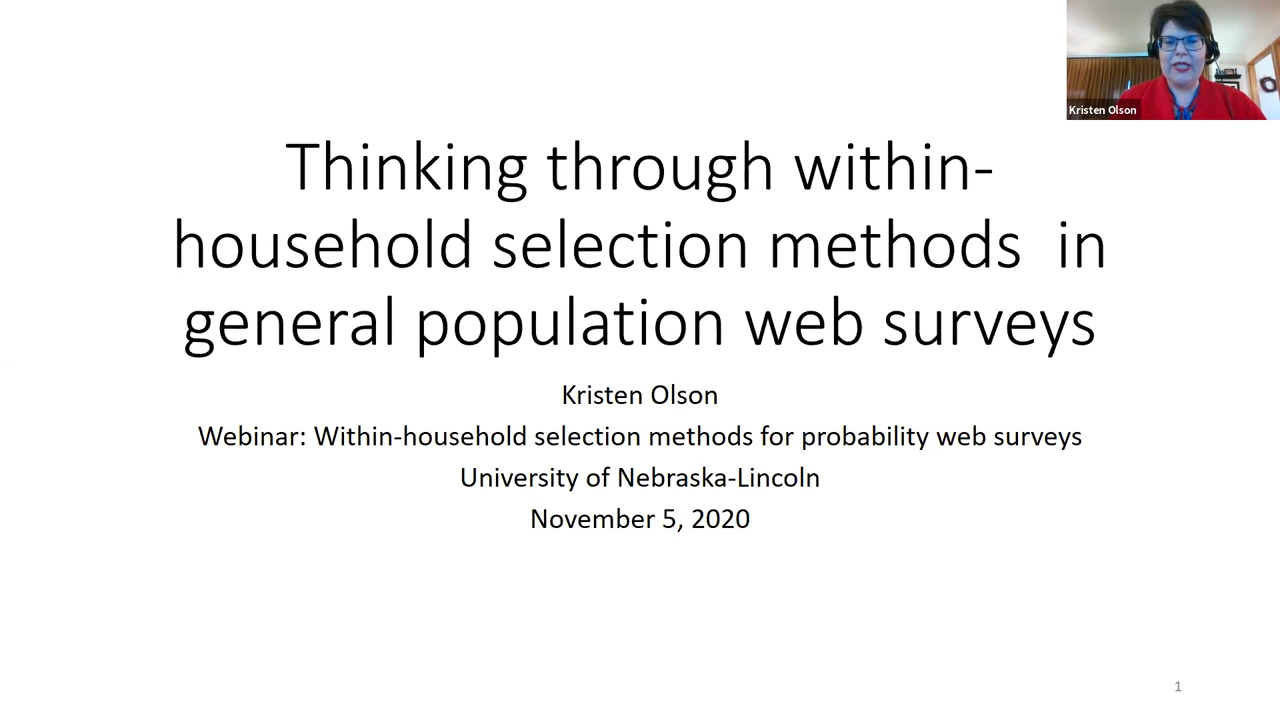 Kristen Olson
Thinking through within-
household selection methods  in
general population web surveys
Kristen Olson
Webinar: Within-household selection methods for probability web surveys
University of Nebraska-Lincoln
November 5, 2020
1